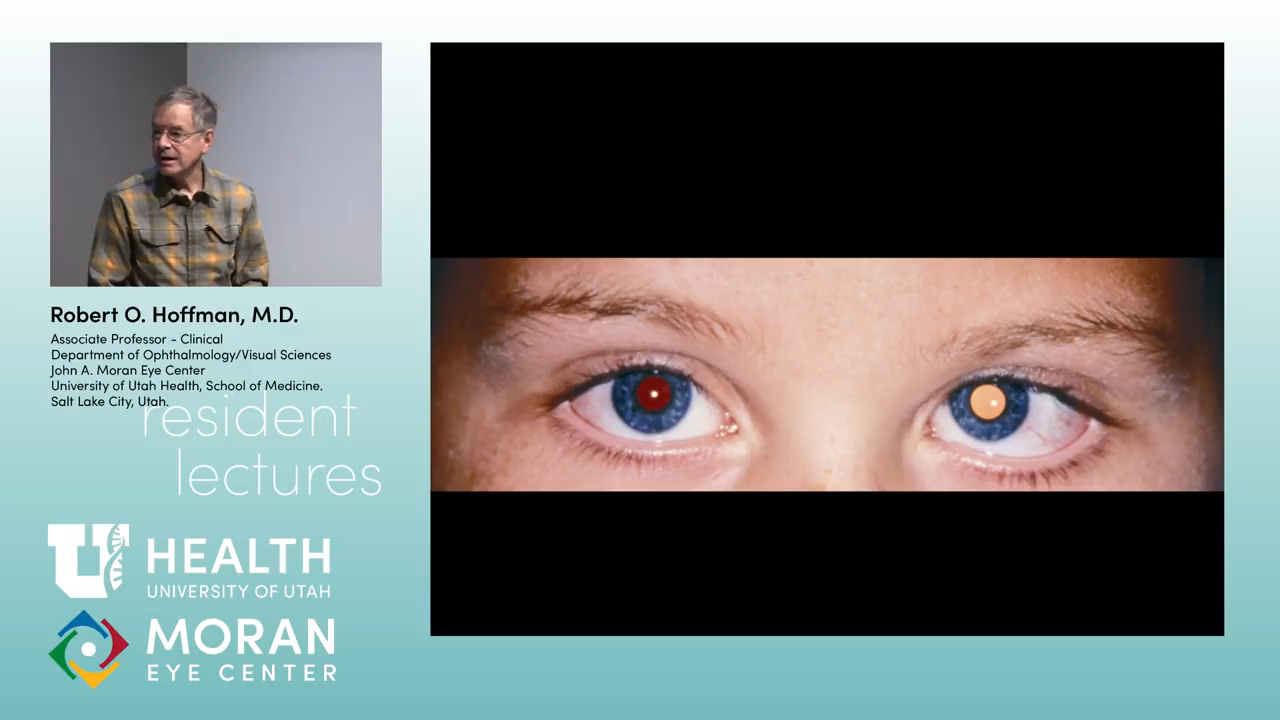 Robert O. Hoffman, M.D.
Associate Professor - Clinical
Department of Ophthalmology/Visual Sciences
John A. Moran Eye Center
University of Utah Health, School of Medicine.
Salt Lake City, Utah.
resident
lectures
U HEALTH
UNIVERSITY OF UTAH
MORAN
EYE CENTER